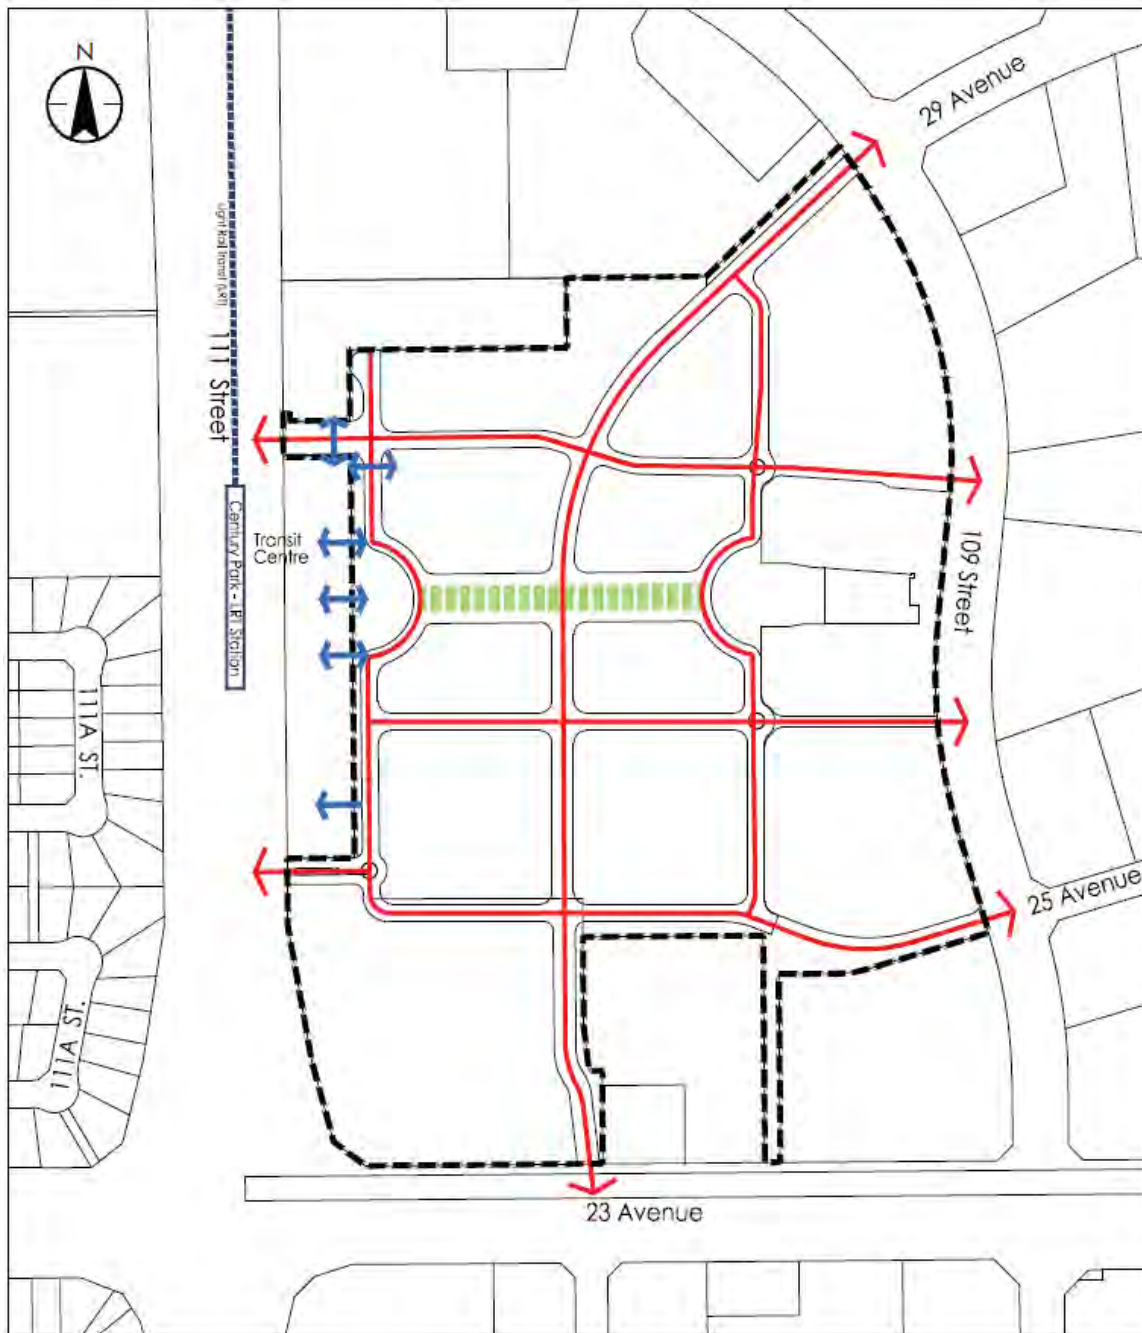 N
29 Avenue
Light Rail Transit (LRT)
111 Street
Century Park - LRT Station
Transit
Centre
109 Street
111A ST.
25 Avenue
111A ST.
23 Avenue